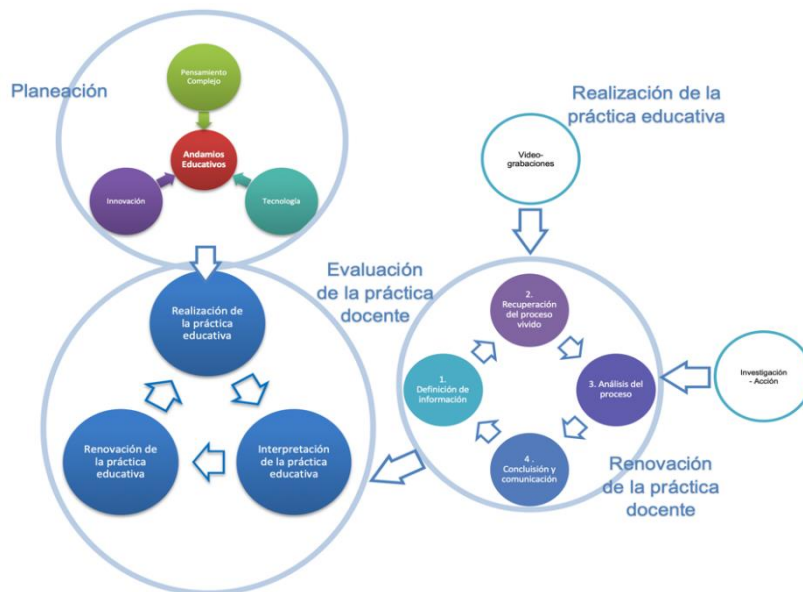 Planeación
Pensamiento
Complejo
Andamios
Educativos
Innovación
Tecnología
Realización de la
práctica educativa
Video-
grabaciones
Evaluación
de la práctica
docente
Realización de
la práctica
educativa
Renovación de
la práctica
educativa
Interpretación
de la práctica
educativa
2.
Recuperación
del proceso
vivido
1.
Definición de
información
3. Análisis del
proceso
4 .
Concluisión y
comunicación
Investigación
- Acción
Renovación
de la práctica
docente